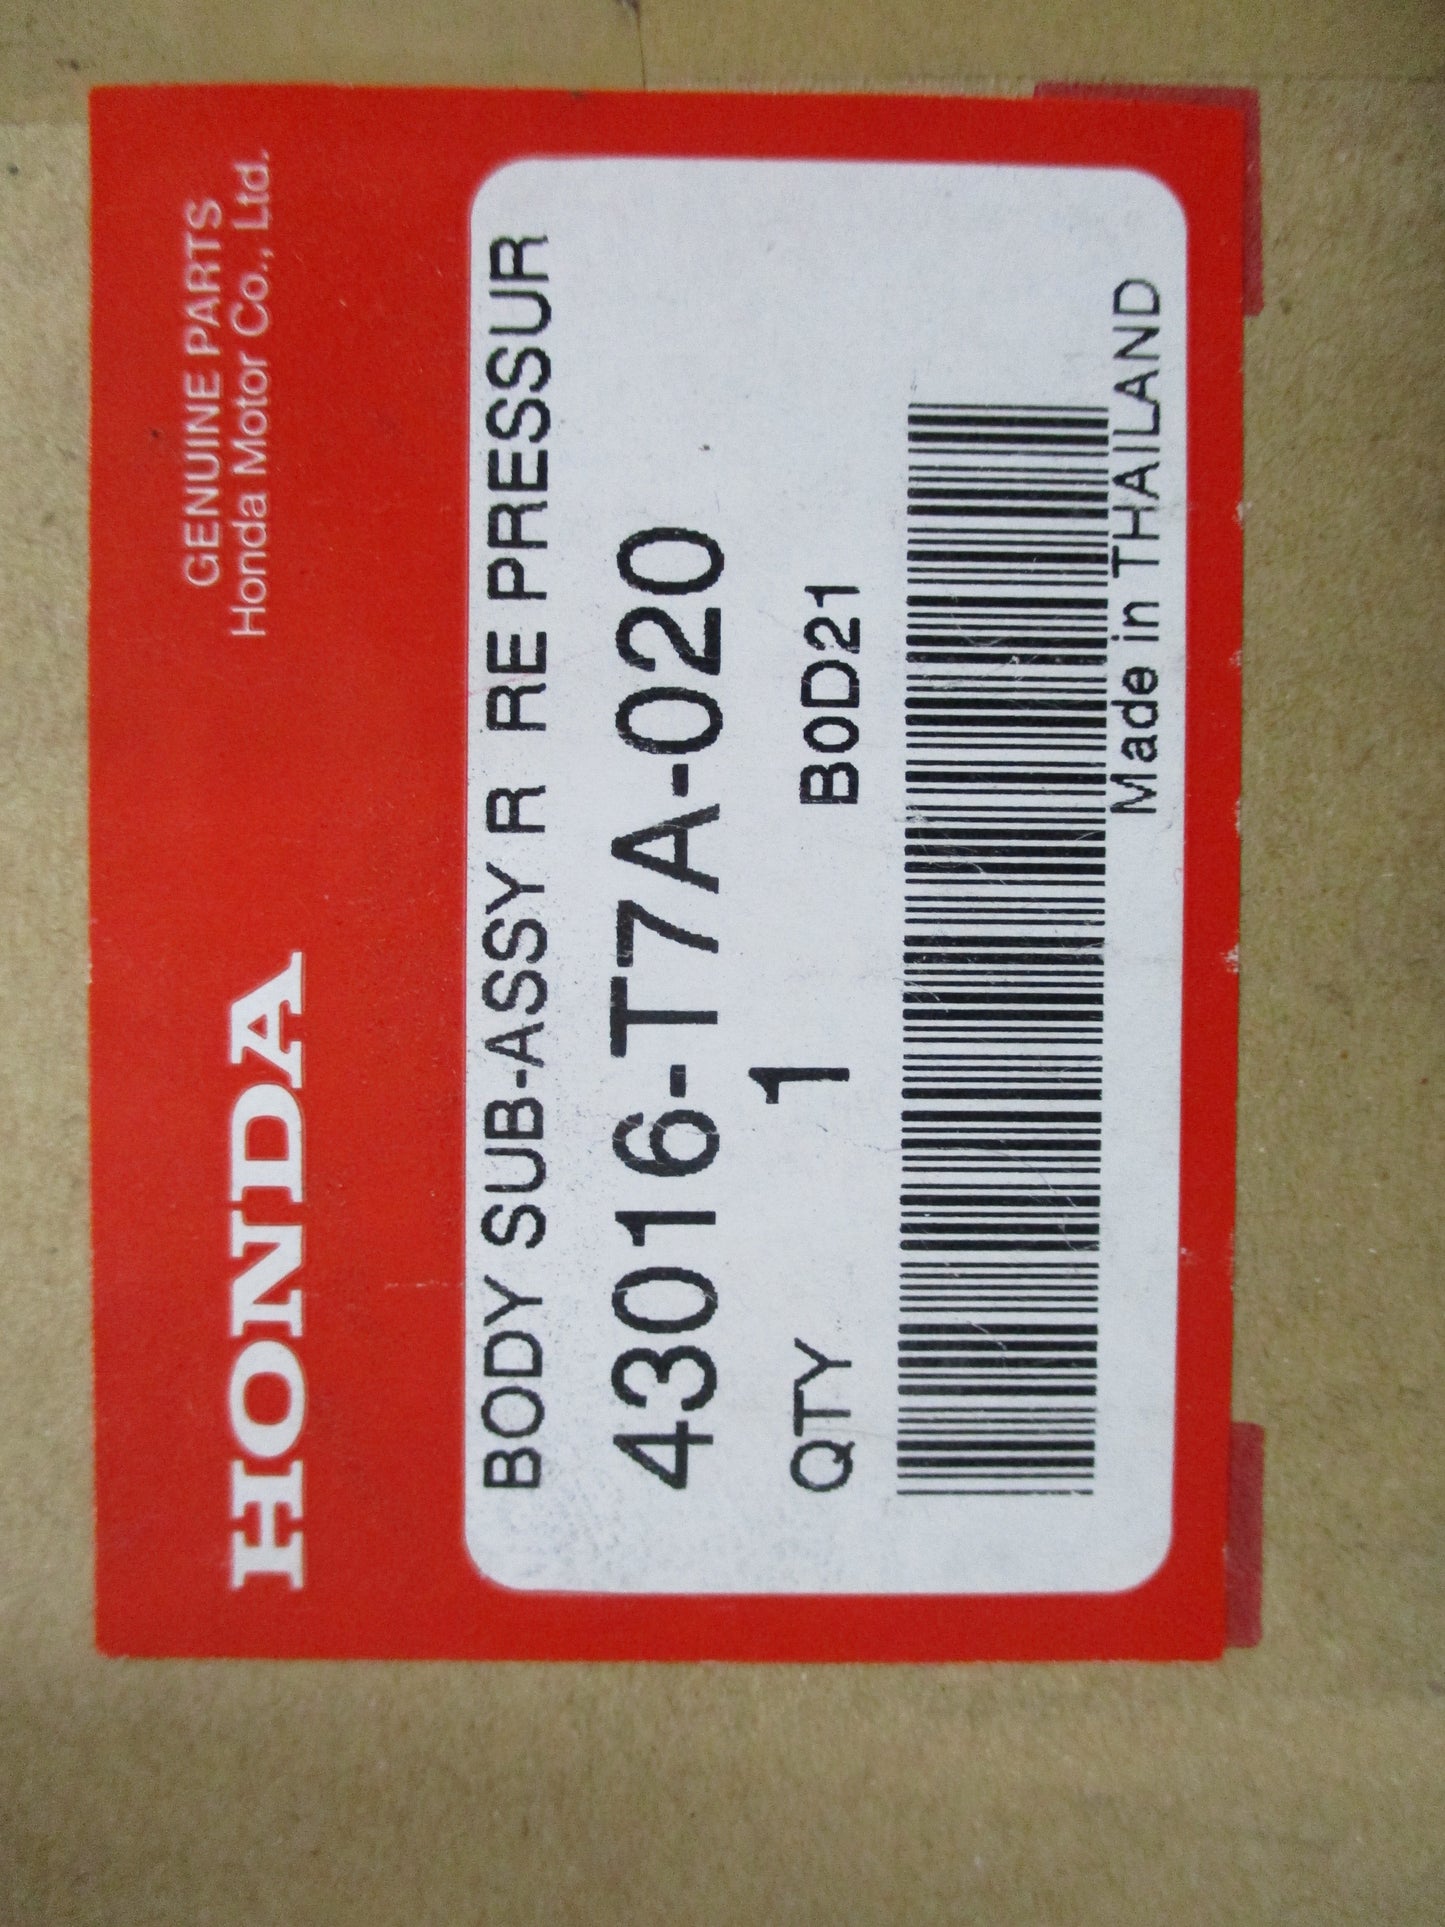 HONDA
GENUINE PARTS
Honda Motor Co., Ltd.
BODY SUB-ASSY R RE PRESSUR
43016-T7A-020
QTY 1 B0D21
Made in THAILAND